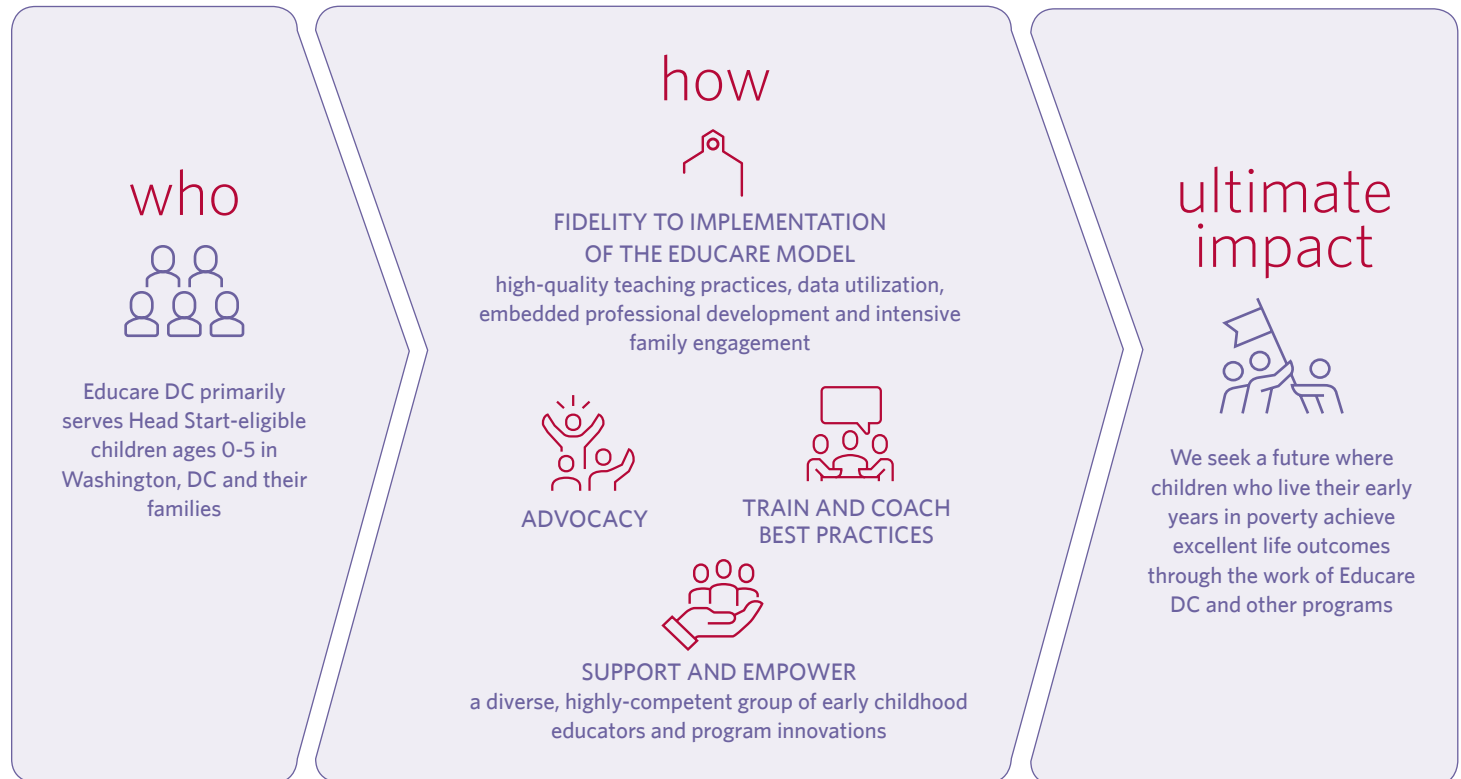 who
Educare DC primarily
serves Head Start-eligible
children ages 0-5 in
Washington, DC and their
families
how
FIDELITY TO IMPLEMENTATION
OF THE EDUCARE MODEL
high-quality teaching practices, data utilization,
embedded professional development and intensive
family engagement
ADVOCACY
TRAIN AND COACH
BEST PRACTICES
SUPPORT AND EMPOWER
a diverse, highly-competent group of early childhood
educators and program innovations
ultimate
impact
We seek a future where
children who live their early
years in poverty achieve
excellent life outcomes
through the work of Educare
DC and other programs